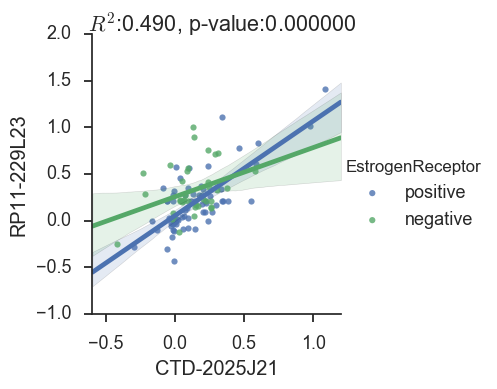 R²:0.490, p-value:0.000000
2.0
1.5
1.0
0.5
0.0
−0.5
−1.0
RP11-229L23
−0.5 0.0 0.5 1.0
CTD-2025J21
EstrogenReceptor
positive
negative